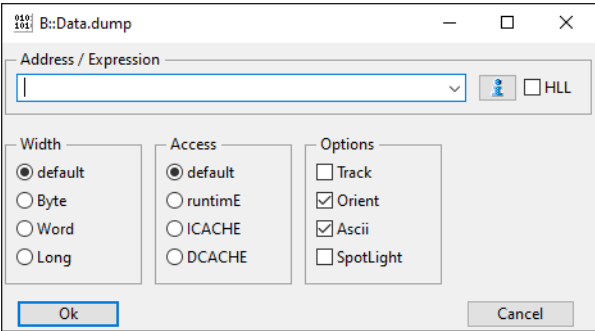 B::Data.dump
Address / Expression
HLL
Width
default
Byte
Word
Long
Access
default
runtimE
ICACHE
DCACHE
Options
Track
Orient
Ascii
SpotLight
Ok
Cancel